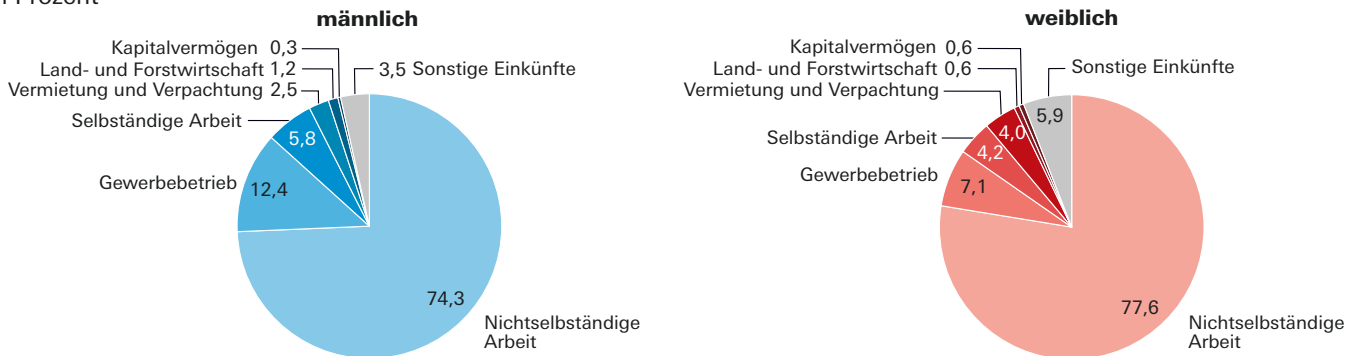 männlich
Kapitalvermögen 0,3
Land- und Forstwirtschaft 1,2
Vermietung und Verpachtung 2,5
3,5 Sonstige Einkünfte
Selbständige Arbeit
5,8
Gewerbebetrieb
12,4
74,3
Nichtselbständige
Arbeit
weiblich
Kapitalvermögen 0,6
Land- und Forstwirtschaft 0,6
Vermietung und Verpachtung
4,0
Sonstige Einkünfte
5,9
Selbständige Arbeit
4,2
Gewerbebetrieb
7,1
77,6
Nichtselbständige
Arbeit